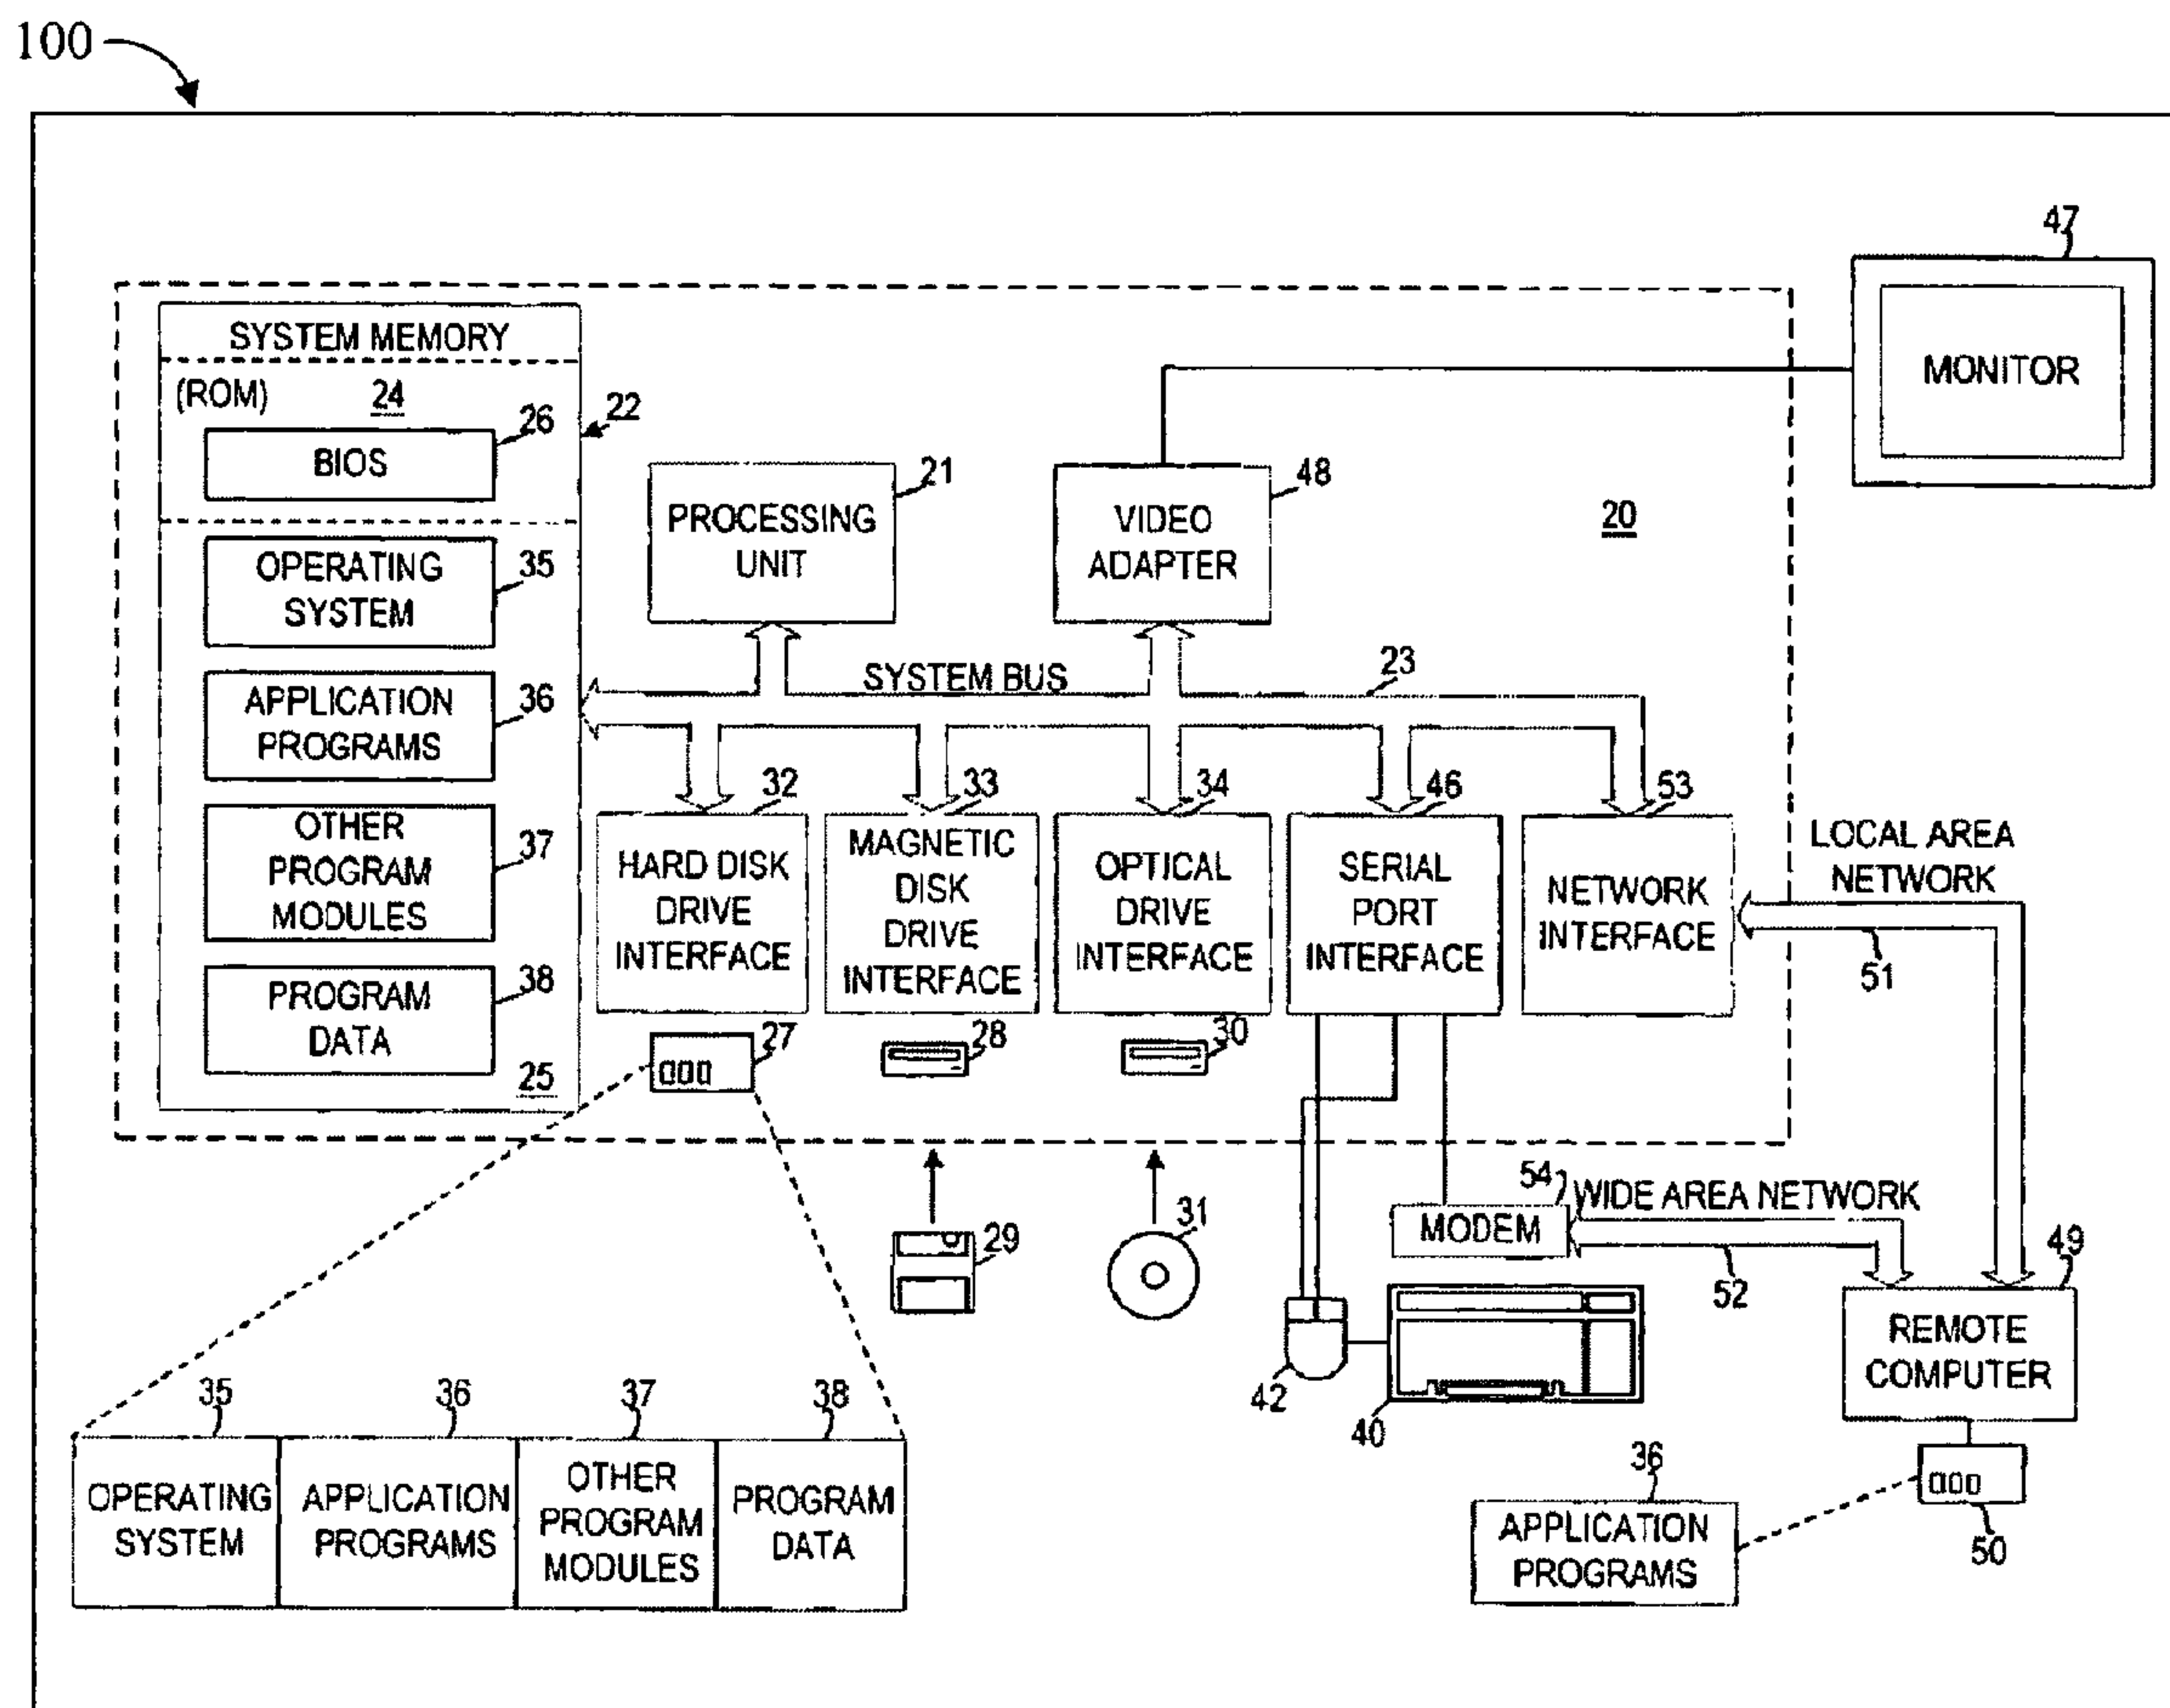 100
47
MONITOR
SYSTEM MEMORY
(ROM) 24
26
BIOS
22
21
PROCESSING
UNIT
48
VIDEO
ADAPTER
20
35
OPERATING
SYSTEM
36
APPLICATION
PROGRAMS
SYSTEM BUS
23
37
OTHER
PROGRAM
MODULES
38
PROGRAM
DATA
25
32
HARD DISK
DRIVE
INTERFACE
33
MAGNETIC
DISK
DRIVE
INTERFACE
34
OPTICAL
DRIVE
INTERFACE
46
SERIAL
PORT
INTERFACE
53
NETWORK
INTERFACE
LOCAL AREA
NETWORK
51
27
28
30
29
31
54
MODEM
WIDE AREA NETWORK
52
49
REMOTE
COMPUTER
42
40
35
OPERATING
SYSTEM
36
APPLICATION
PROGRAMS
37
OTHER
PROGRAM
MODULES
38
PROGRAM
DATA
36
APPLICATION
PROGRAMS
50